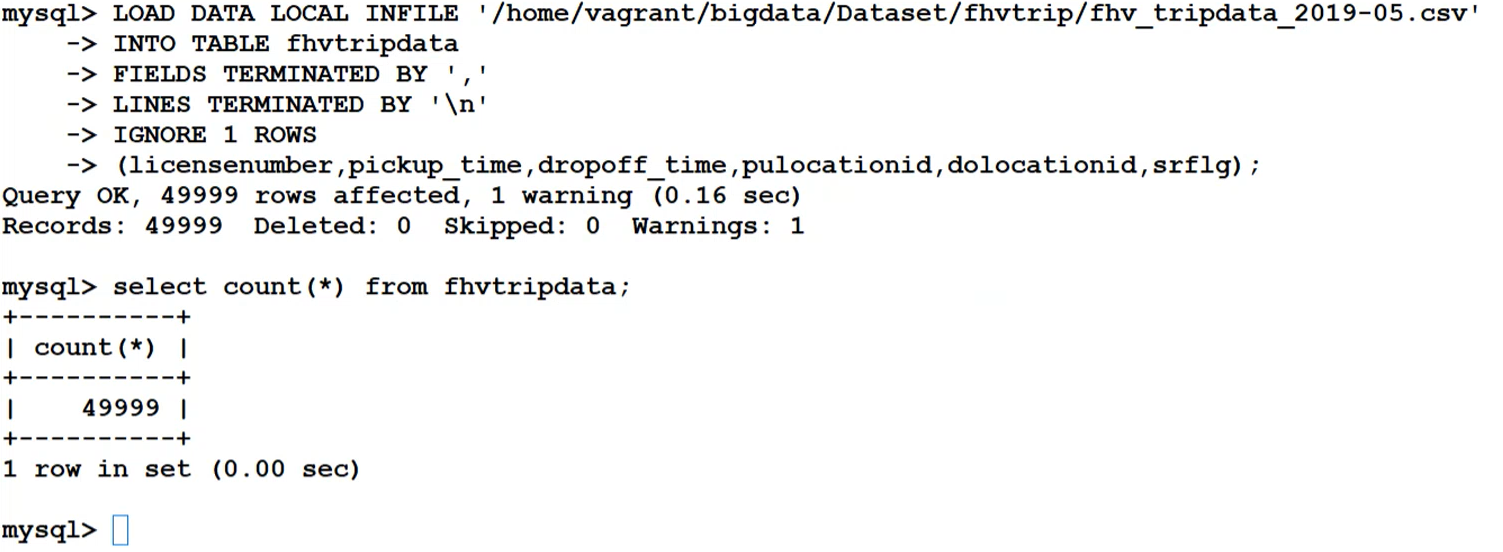 mysql> LOAD DATA LOCAL INFILE '/home/vagrant/bigdata/Dataset/fhvtrip/fhv_tripdata_2019-05.csv'
    -> INTO TABLE fhvtripdata
    -> FIELDS TERMINATED BY ','
    -> LINES TERMINATED BY '\n'
    -> IGNORE 1 ROWS
    -> (licensenumber,pickup_time,dropoff_time,pulocationid,dolocationid,srflg);
Query OK, 49999 rows affected, 1 warning (0.16 sec)
Records: 49999  Deleted: 0  Skipped: 0  Warnings: 1

mysql> select count(*) from fhvtripdata;
+----------+
| count(*) |
+----------+
|    49999 |
+----------+
1 row in set (0.00 sec)

mysql>